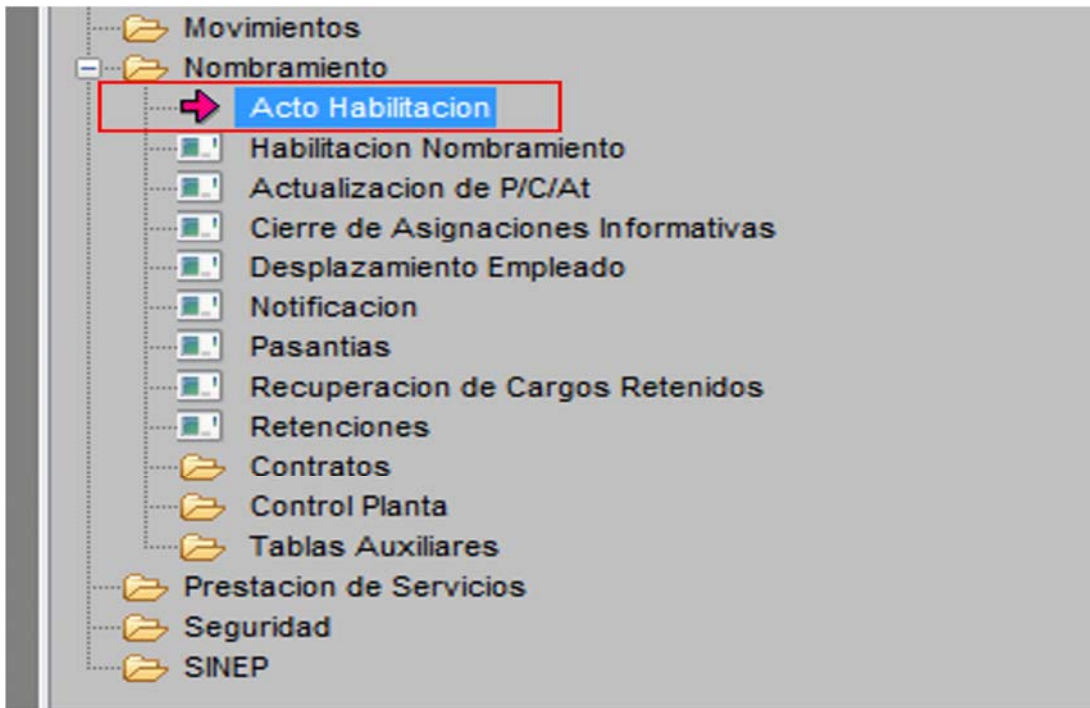 Movimientos
Nombramiento
Acto Habilitacion
Habilitacion Nombramiento
Actualizacion de P/C/At
Cierre de Asignaciones Informativas
Desplazamiento Empleado
Notificacion
Pasantias
Recuperacion de Cargos Retenidos
Retenciones
Contratos
Control Planta
Tablas Auxiliares
Prestacion de Servicios
Seguridad
SINEP